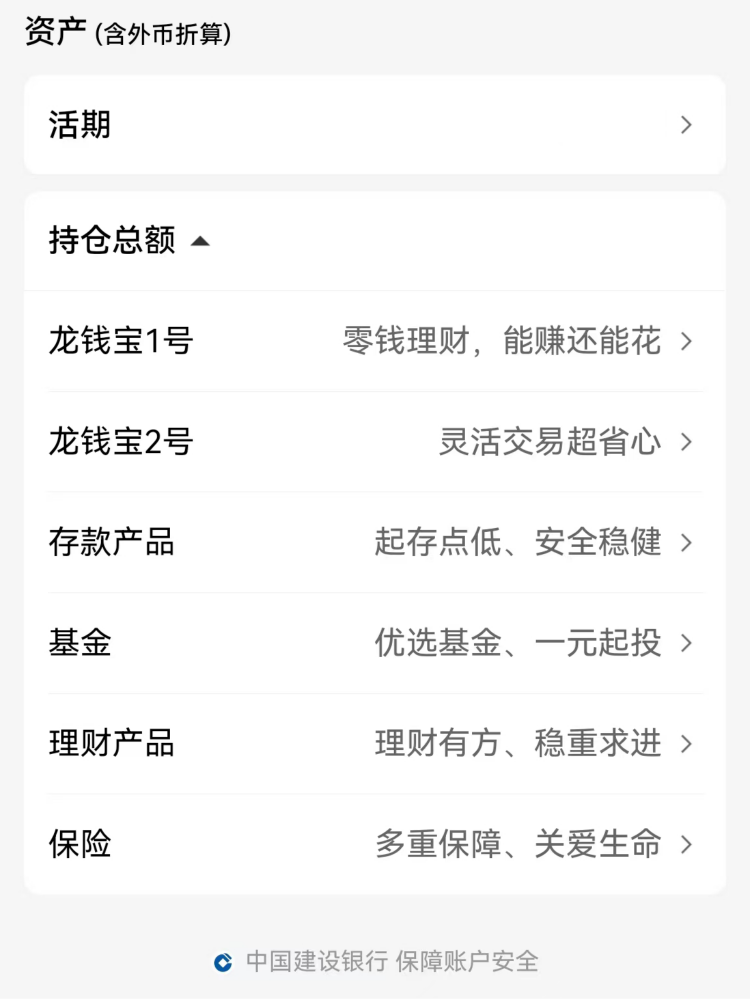 资产 (含外币折算)
活期
持仓总额
龙钱宝1号 零钱理财，能赚还能花
龙钱宝2号 灵活交易超省心
存款产品 起存点低、安全稳健
基金 优选基金、一元起投
理财产品 理财有方、稳重求进
保险 多重保障、关爱生命
中国建设银行 保障账户安全